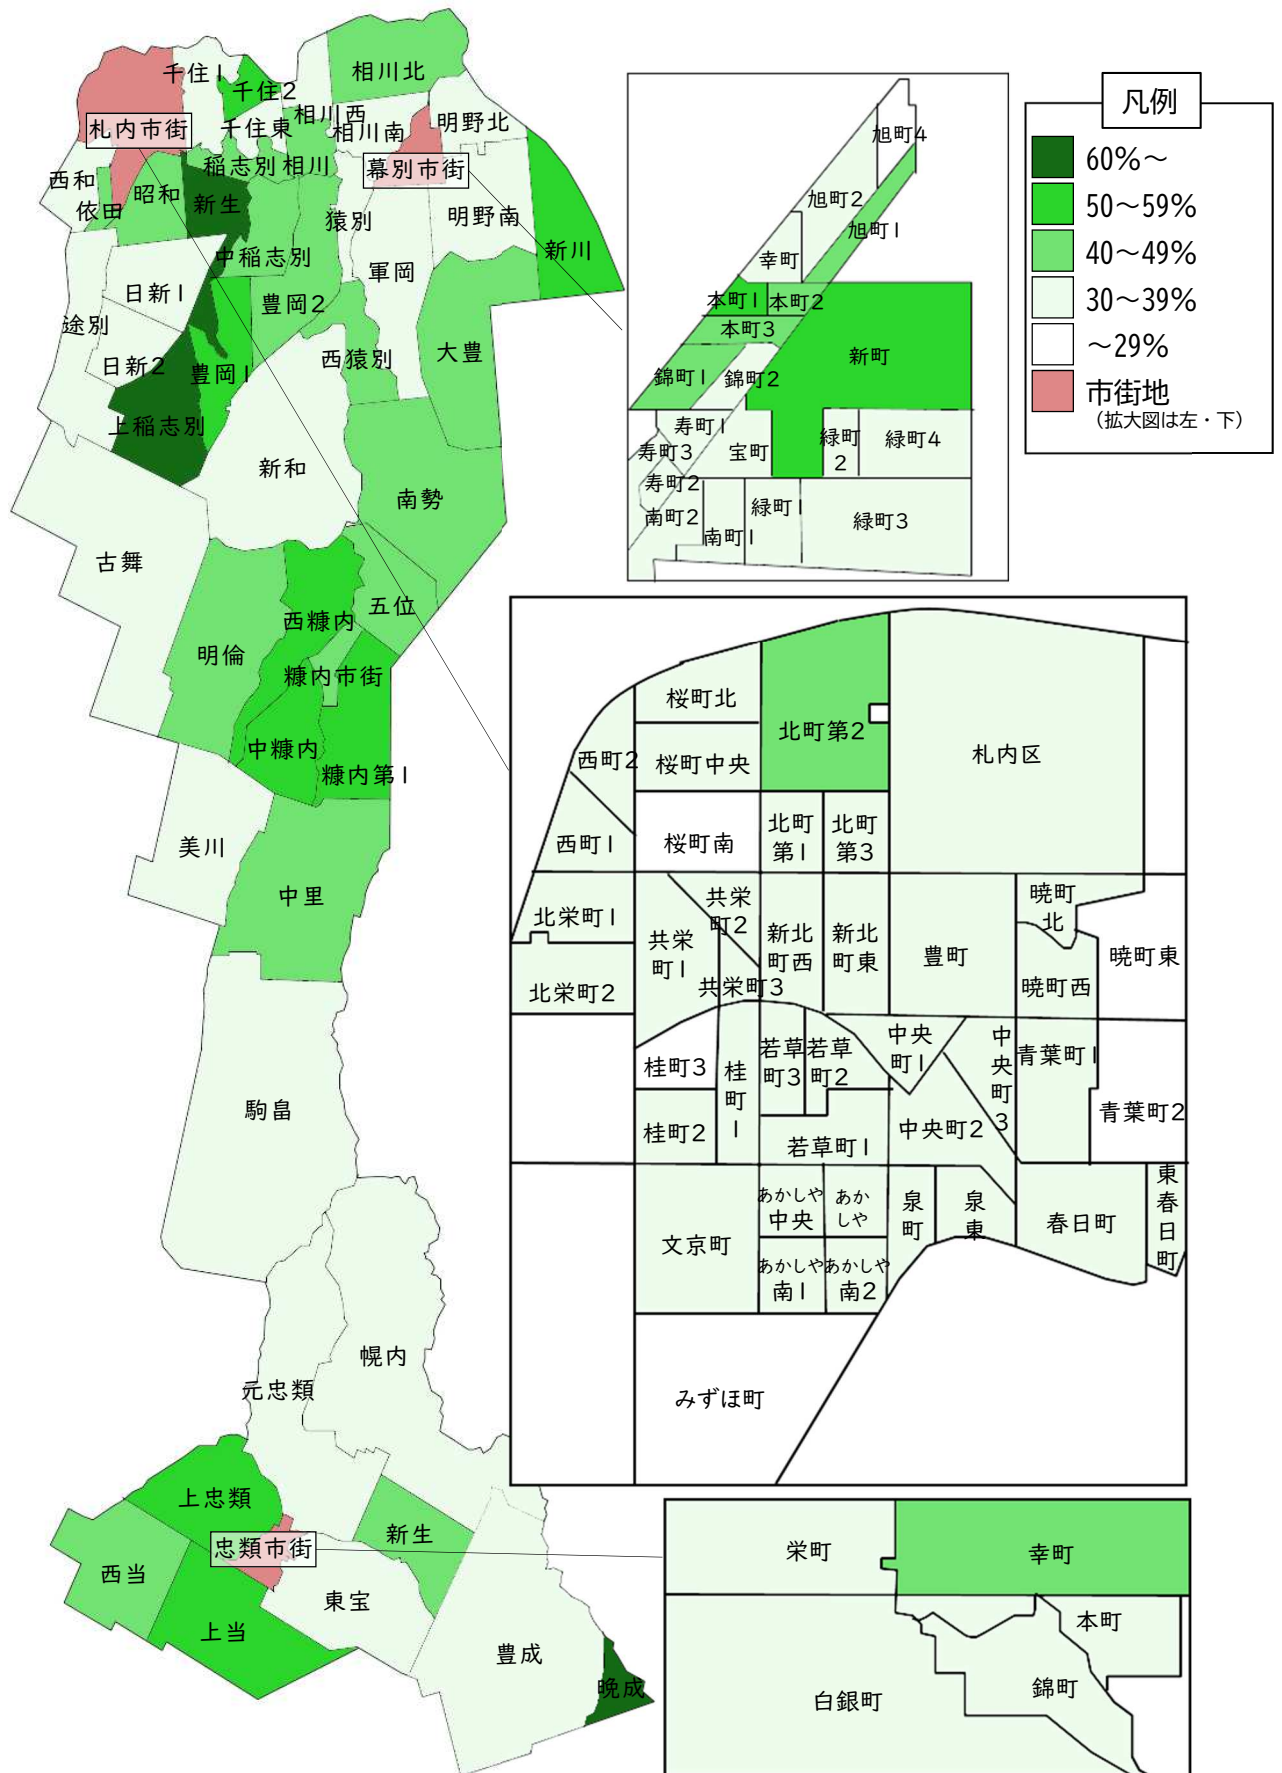 凡例
60%~
50~59%
40~49%
30~39%
~29%
市街地
(拡大図は左・下)
相川北
千住1
千住2
相川西
札内市街
千住東
相川南
明野北
稲志別
相川
幕別市街
西和
昭和
依田
新生
猿別
明野南
中稲志別
新川
軍岡
日新1
豊岡2
途別
西猿別
大豊
日新2
豊岡1
上稲志別
新和
南勢
古舞
五位
西糠内
明倫
糠内市街
中糠内
糠内第1
美川
中里
駒畠
幌内
元忠類
上忠類
新生
忠類市街
西当
東宝
上当
豊成
晩成
旭町4
旭町2
旭町1
幸町
本町1
本町2
本町3
新町
錦町1
錦町2
寿町1
緑町
2
緑町4
寿町3
宝町
寿町2
南町2
緑町1
緑町3
南町1
桜町北
北町第2
札内区
西町2
桜町中央
西町1
桜町南
北町
第1
北町
第3
北栄町1
共栄
町2
暁町
北
共栄
町1
新北
町西
新北
町東
豊町
暁町東
北栄町2
共栄町3
暁町西
桂町3
若草
町3
若草
町2
中央
町1
中
央
町
3
青葉町1
桂
町
1
桂町2
若草町1
中央町2
青葉町2
文京町
あかしや
中央
あか
しや
泉
町
泉
東
春日町
東
春
日
町
あかしや
南1
あかしや
南2
みずほ町
栄町
幸町
本町
錦町
白銀町